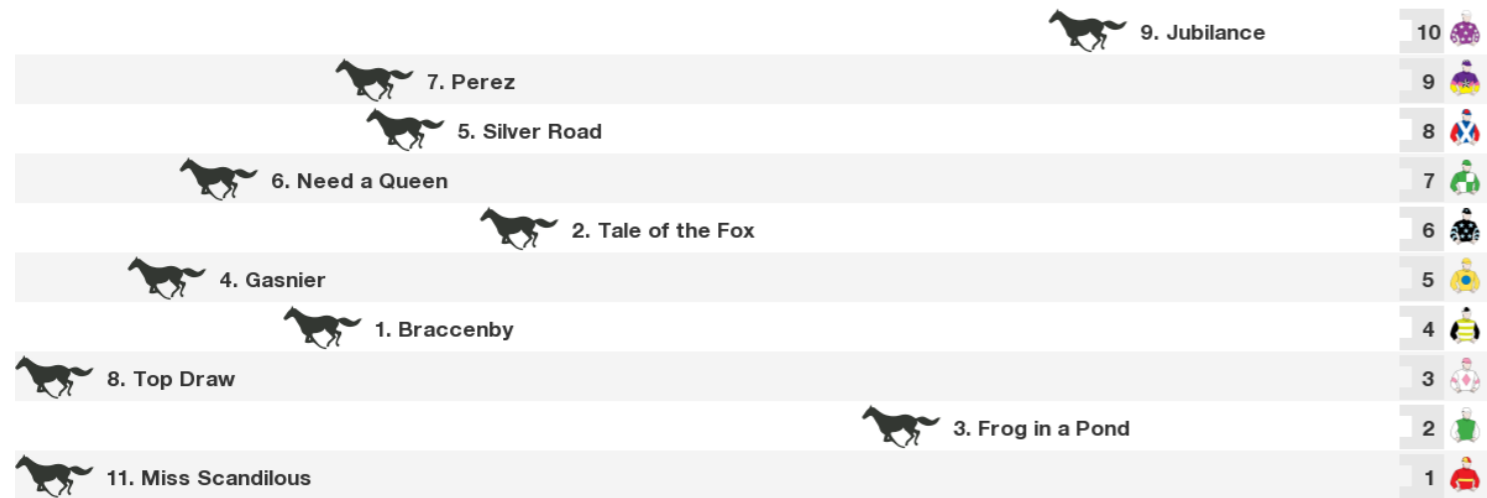 9. Jubilance 10
7. Perez 9
5. Silver Road 8
6. Need a Queen 7
2. Tale of the Fox 6
4. Gasnier 5
1. Braccenby 4
8. Top Draw 3
3. Frog in a Pond 2
11. Miss Scandilous 1